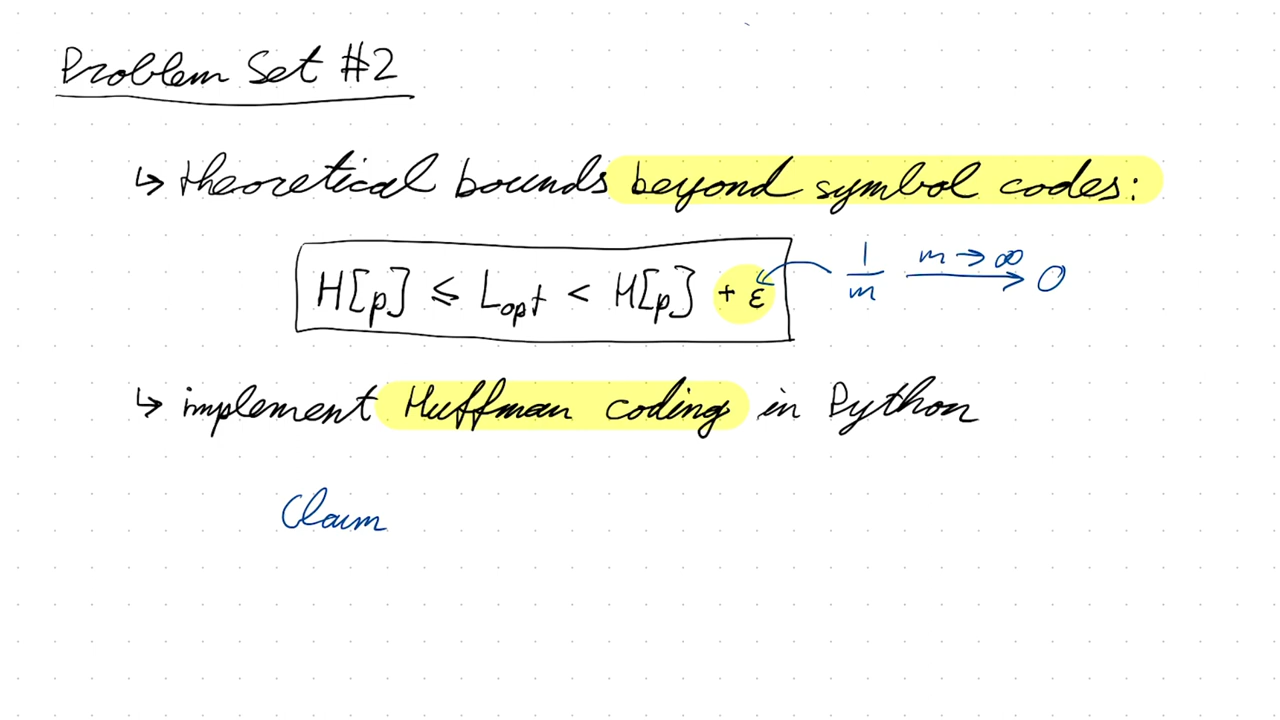 Problem Set #2
↳ theoretical bounds beyond symbol codes:
H[p] ≤ L_opt < H[p] + ε ← 1/m m→∞ → 0
↳ implement Huffman coding in Python
Claim